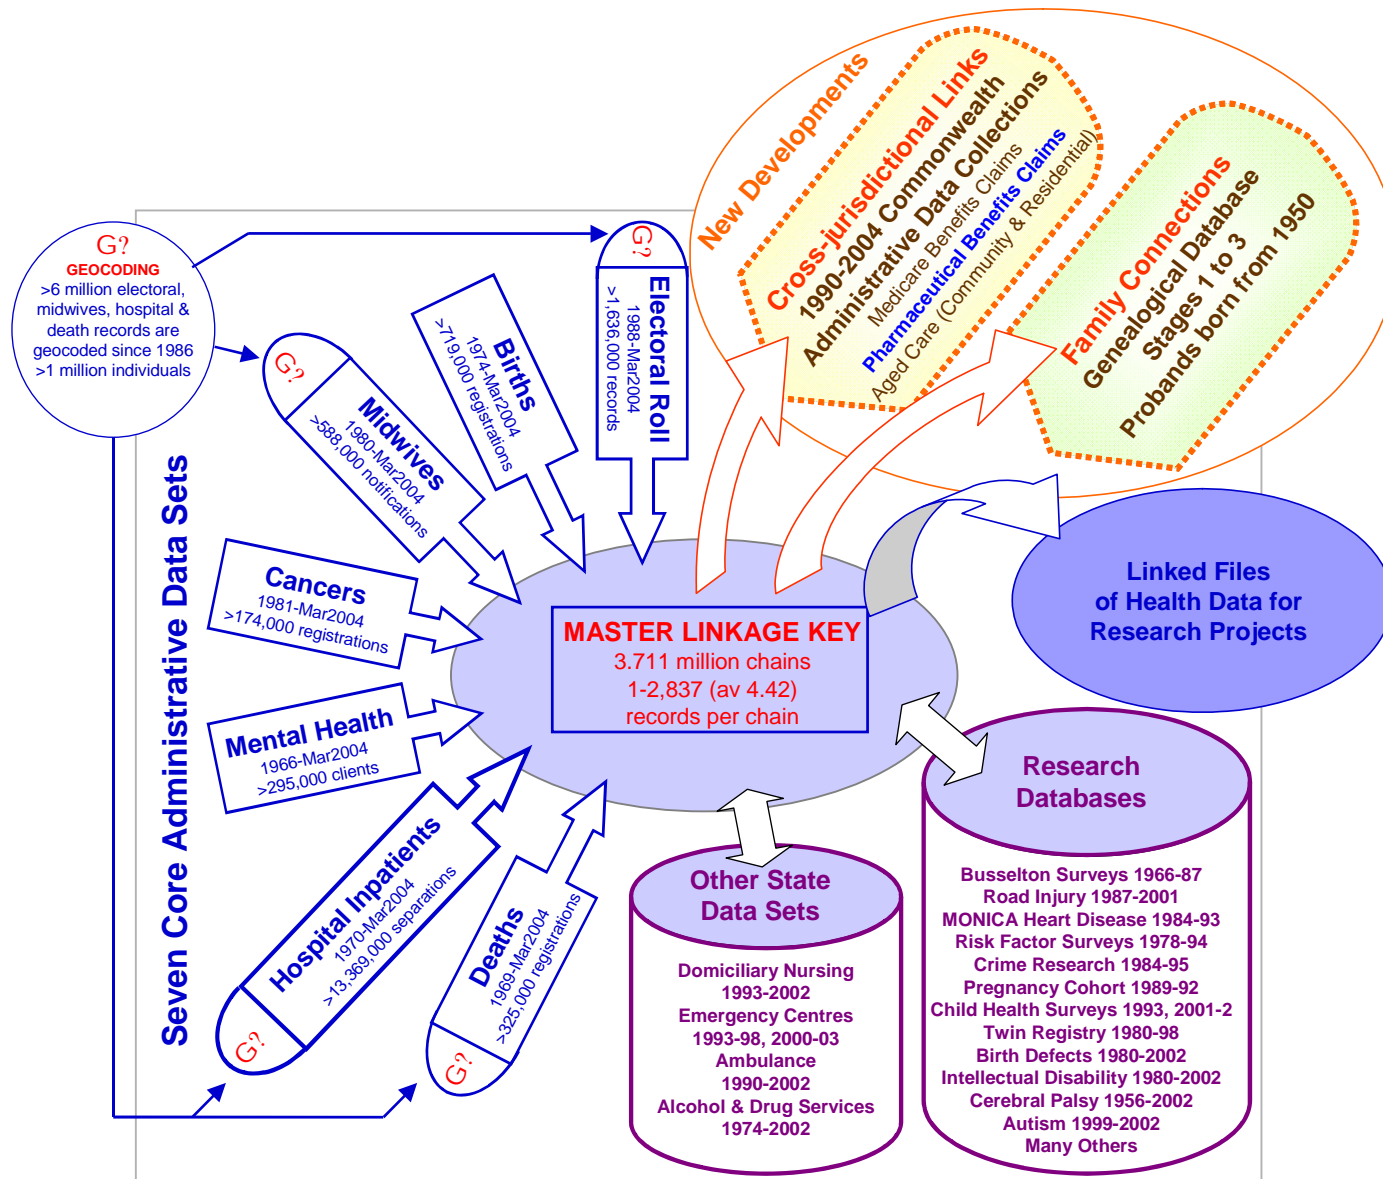 G?
GEOCODING
>6 million electoral,
midwives, hospital &
death records are
geocoded since 1986
>1 million individuals
Seven Core Administrative Data Sets
G?
Electoral Roll
1988-Mar2004
>1,636,000 records
Births
1974-Mar2004
>719,000 registrations
G?
Midwives
1980-Mar2004
>588,000 notifications
Cancers
1981-Mar2004
>174,000 registrations
Mental Health
1966-Mar2004
>295,000 clients
Hospital Inpatients
1970-Mar2004
>13,369,000 separations
G?
Deaths
1969-Mar2004
>325,000 registrations
G?
MASTER LINKAGE KEY
3.711 million chains
1-2,837 (av 4.42)
records per chain
New Developments
Cross-jurisdictional Links
1990-2004 Commonwealth
Administrative Data Collections
Medicare Benefits Claims
Pharmaceutical Benefits Claims
Aged Care (Community & Residential)
Family Connections
Genealogical Database
Stages 1 to 3
Probands born from 1950
Linked Files
of Health Data for
Research Projects
Other State
Data Sets
Domiciliary Nursing
1993-2002
Emergency Centres
1993-98, 2000-03
Ambulance
1990-2002
Alcohol & Drug Services
1974-2002
Research
Databases
Busselton Surveys 1966-87
Road Injury 1987-2001
MONICA Heart Disease 1984-93
Risk Factor Surveys 1978-94
Crime Research 1984-95
Pregnancy Cohort 1989-92
Child Health Surveys 1993, 2001-2
Twin Registry 1980-98
Birth Defects 1980-2002
Intellectual Disability 1980-2002
Cerebral Palsy 1956-2002
Autism 1999-2002
Many Others